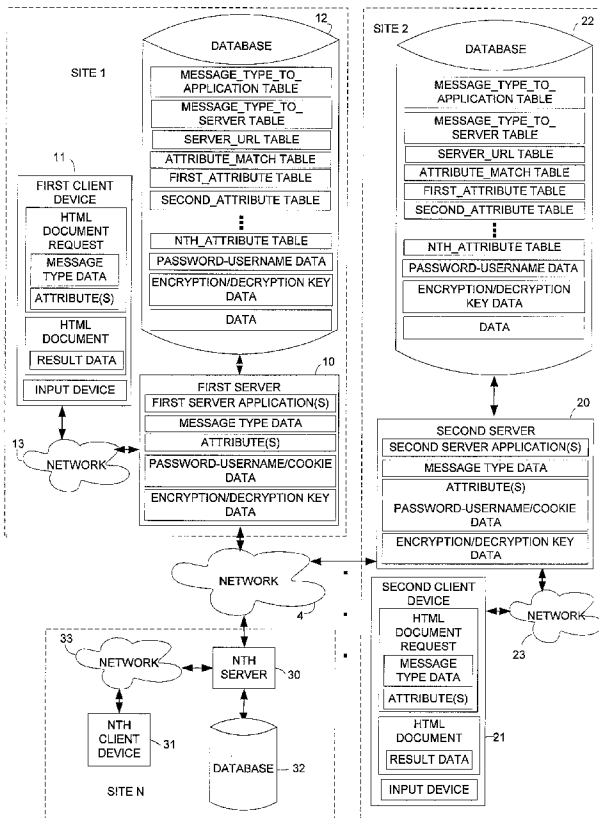 SITE 1
12
DATABASE
MESSAGE_TYPE_TO_
APPLICATION TABLE
MESSAGE_TYPE_TO_
SERVER TABLE
SERVER_URL TABLE
ATTRIBUTE_MATCH TABLE
FIRST_ATTRIBUTE TABLE
SECOND_ATTRIBUTE TABLE
NTH_ATTRIBUTE TABLE
PASSWORD-USERNAME DATA
ENCRYPTION/DECRYPTION KEY
DATA
DATA
11
FIRST CLIENT
DEVICE
HTML
DOCUMENT
REQUEST
MESSAGE
TYPE DATA
ATTRIBUTE(S)
HTML
DOCUMENT
RESULT DATA
INPUT DEVICE
13
NETWORK
10
FIRST SERVER
FIRST SERVER APPLICATION(S)
MESSAGE TYPE DATA
ATTRIBUTE(S)
PASSWORD-USERNAME/COOKIE
DATA
ENCRYPTION/DECRYPTION KEY
DATA
SITE 2
22
DATABASE
MESSAGE_TYPE_TO_
APPLICATION TABLE
MESSAGE_TYPE_TO_
SERVER TABLE
SERVER_URL TABLE
ATTRIBUTE_MATCH TABLE
FIRST_ATTRIBUTE TABLE
SECOND_ATTRIBUTE TABLE
NTH_ATTRIBUTE TABLE
PASSWORD-USERNAME DATA
ENCRYPTION/DECRYPTION KEY
DATA
DATA
20
SECOND SERVER
SECOND SERVER APPLICATION(S)
MESSAGE TYPE DATA
ATTRIBUTE(S)
PASSWORD-USERNAME/COOKIE
DATA
ENCRYPTION/DECRYPTION KEY
DATA
NETWORK
4
SECOND CLIENT
DEVICE
HTML
DOCUMENT
REQUEST
MESSAGE
TYPE DATA
ATTRIBUTE(S)
HTML
DOCUMENT
RESULT DATA
INPUT DEVICE
21
NETWORK
23
33
NETWORK
NTH
SERVER
30
NTH
CLIENT
DEVICE
31
DATABASE
32
SITE N